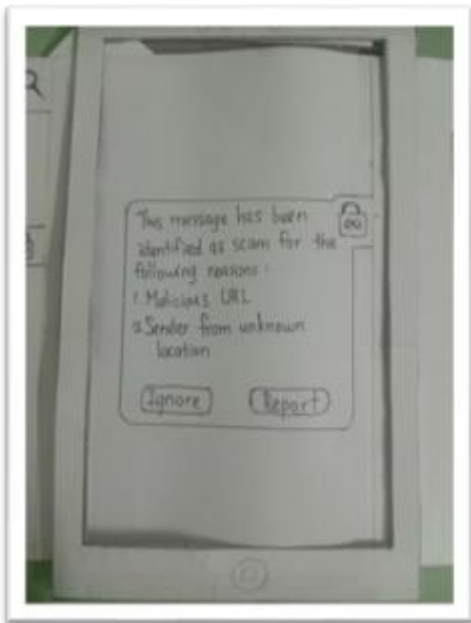 This message has been
identified as scam for the
following reasons:
1. Malicious URL
2. Sender from unknown
location
Ignore
Report